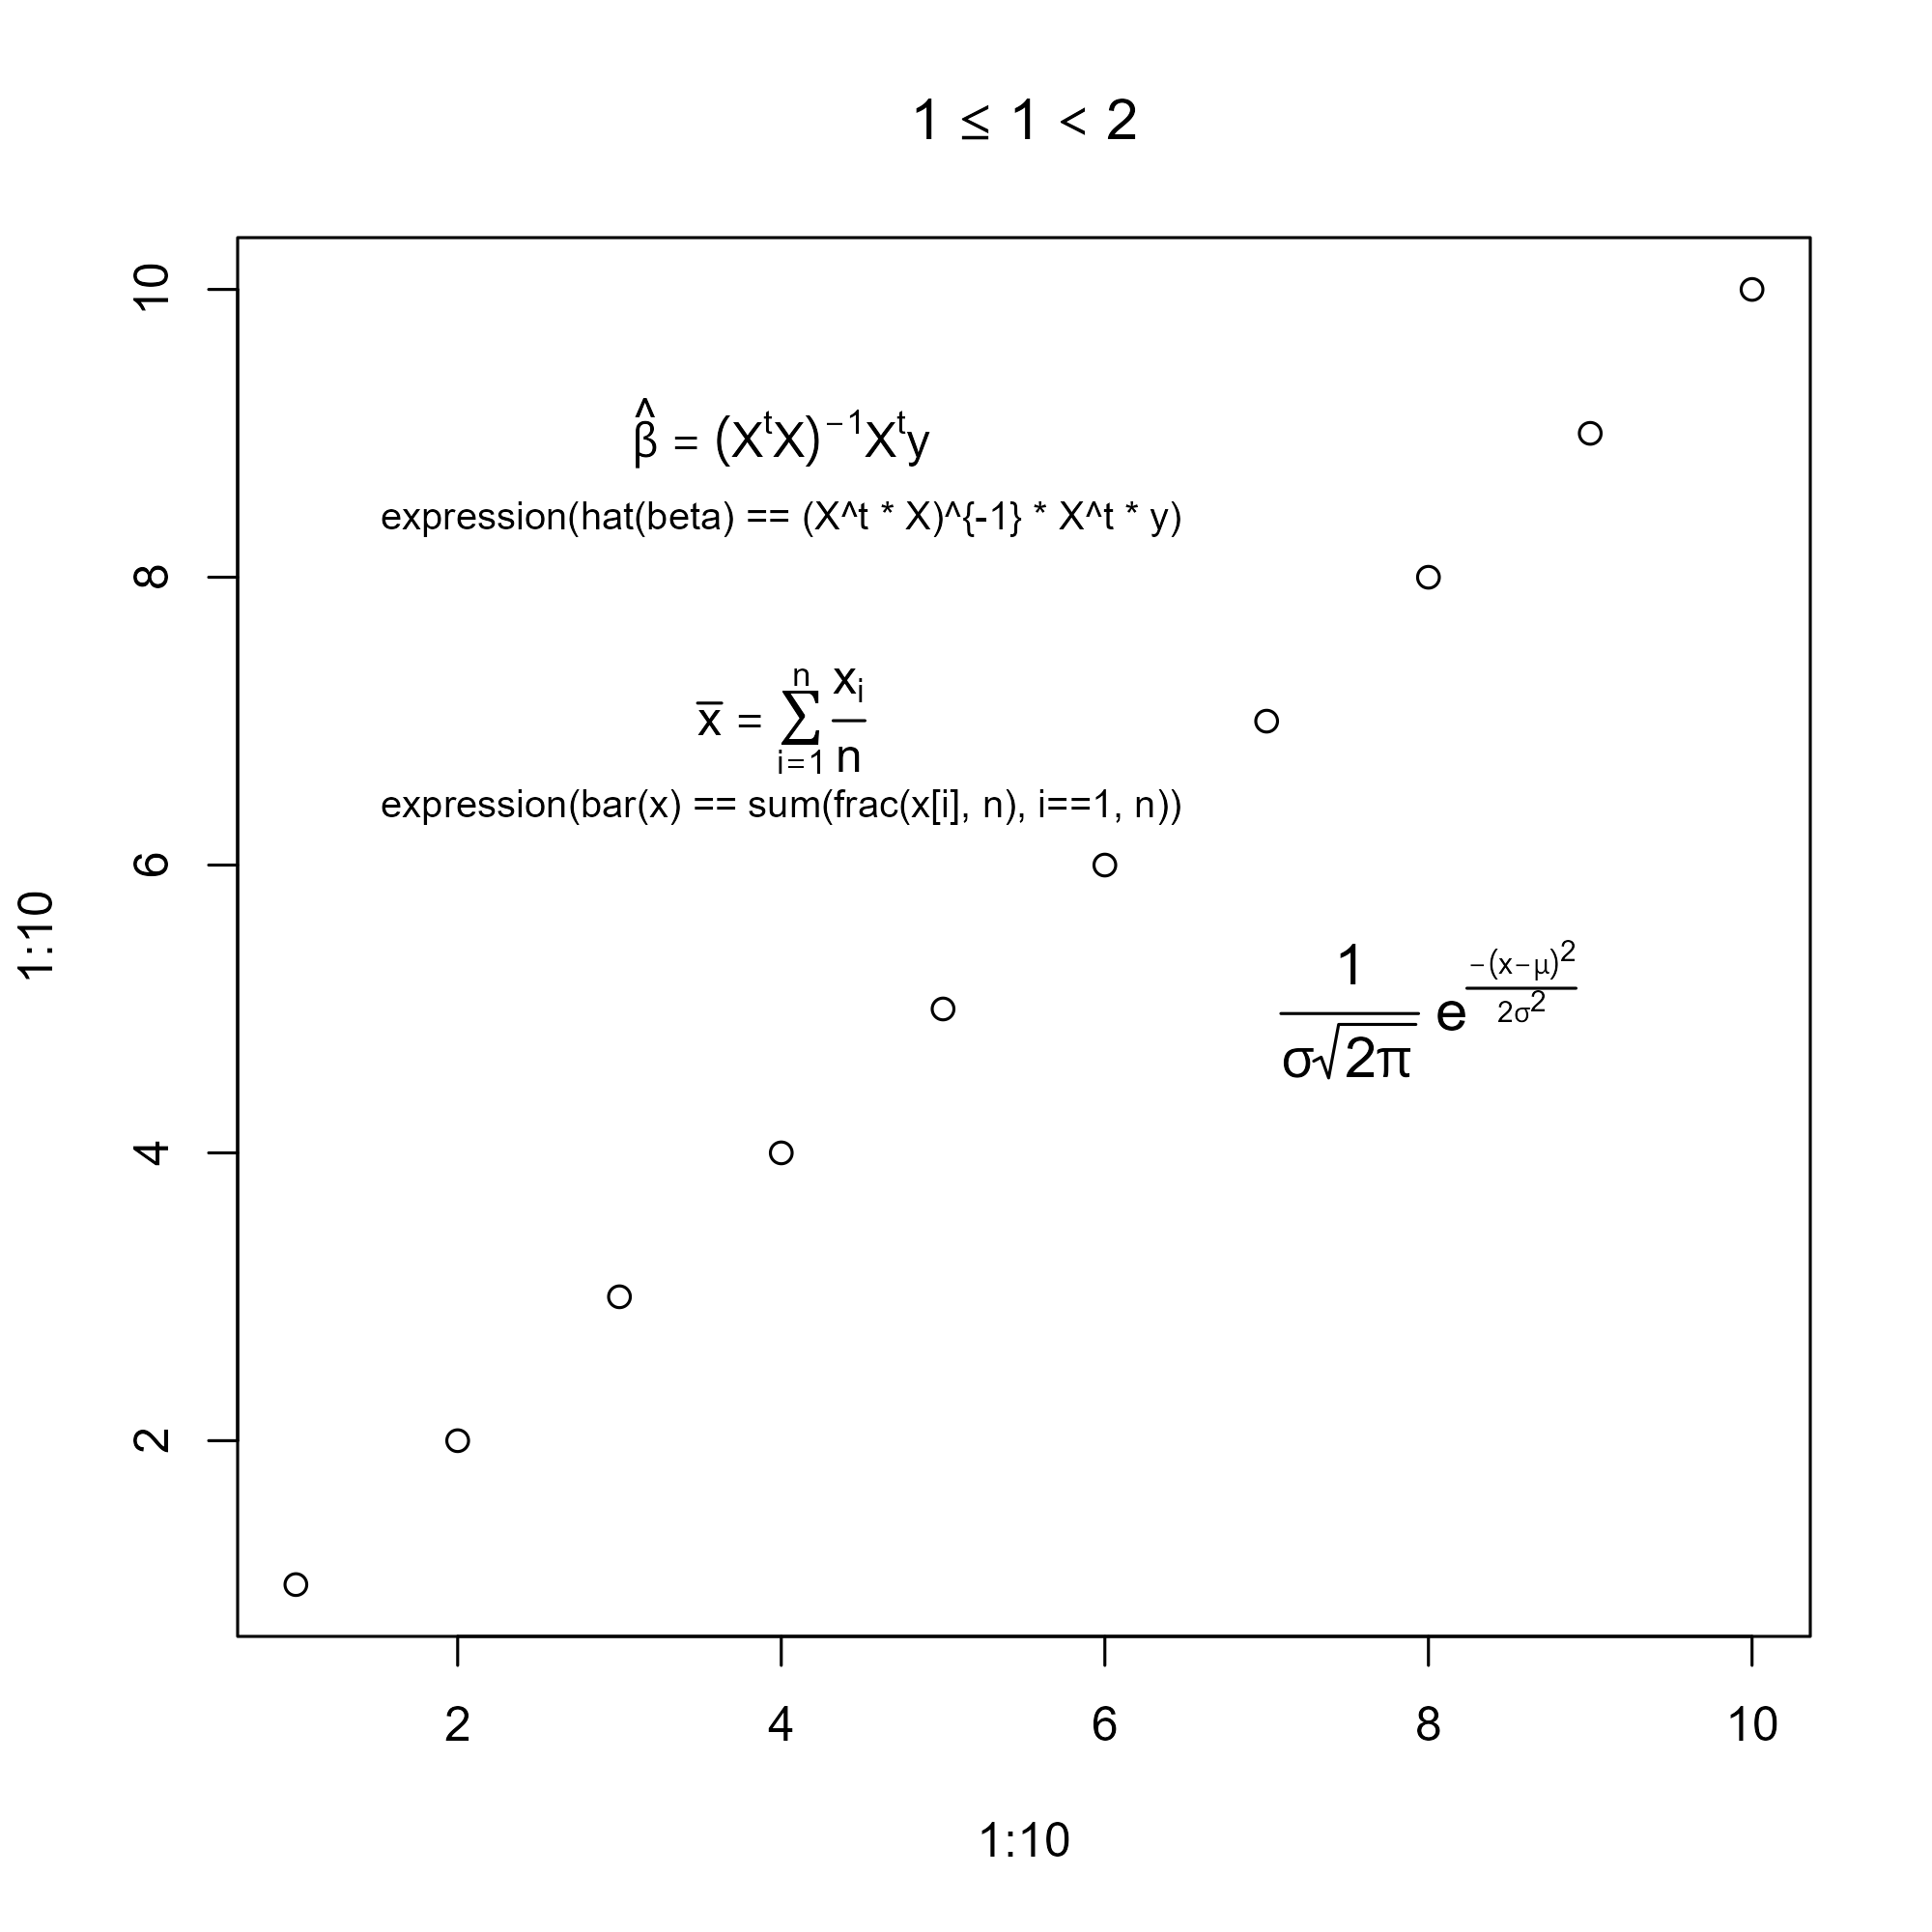 1 ≤ 1 < 2
10
8
6
4
2
1:10
β̂ = (XᵗX)⁻¹Xᵗy
expression(hat(beta) == (X^t * X)^{-1} * X^t * y)
x̅ = ∑ᵢ₌₁ⁿ xᵢ/n
expression(bar(x) == sum(frac(x[i], n), i==1, n))
1/(σ√(2π)) e^(−(x−μ)²/(2σ²))
2 4 6 8 10
1:10